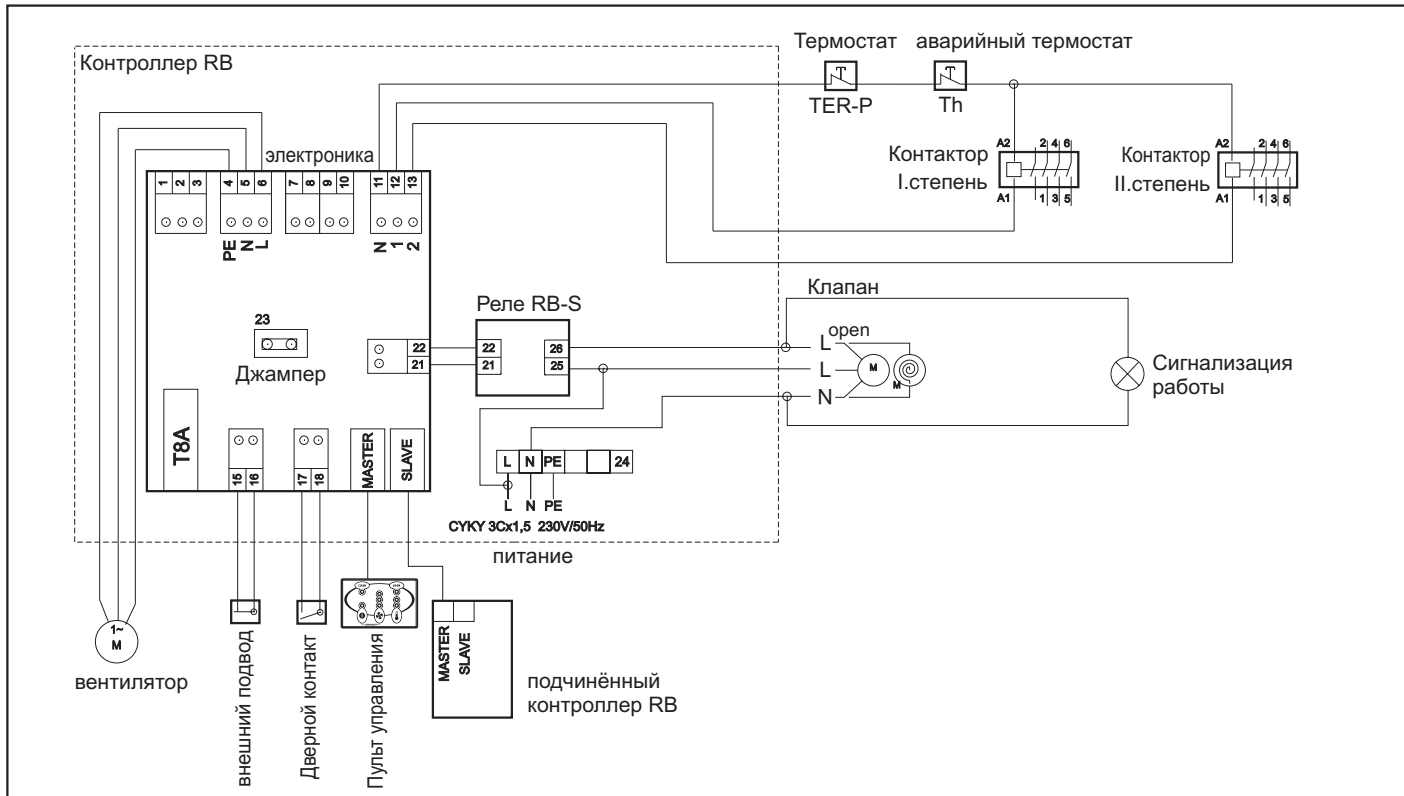 Контроллер RB
Термостат
аварийный термостат
TER-P
Th
электроника
1 2 3
4 5 6
7 8 9 10
11 12 13
PE N L
N 1 2
Контактор
I.степень
A2
2 4 6
A1
1 3 5
Контактор
II.степень
A2
2 4 6
A1
1 3 5
23
Джампер
Реле RB-S
22
21
22
21
26
25
Клапан
L open
L
N
M
M
Сигнализация
работы
T8A
15 16
17 18
MASTER
SLAVE
L N PE 24
L N PE
CYKY 3Cx1,5 230V/50Hz
питание
1~
M
вентилятор
внешний подвод
Дверной контакт
Пульт управления
MASTER
SLAVE
подчинённый
контроллер RB